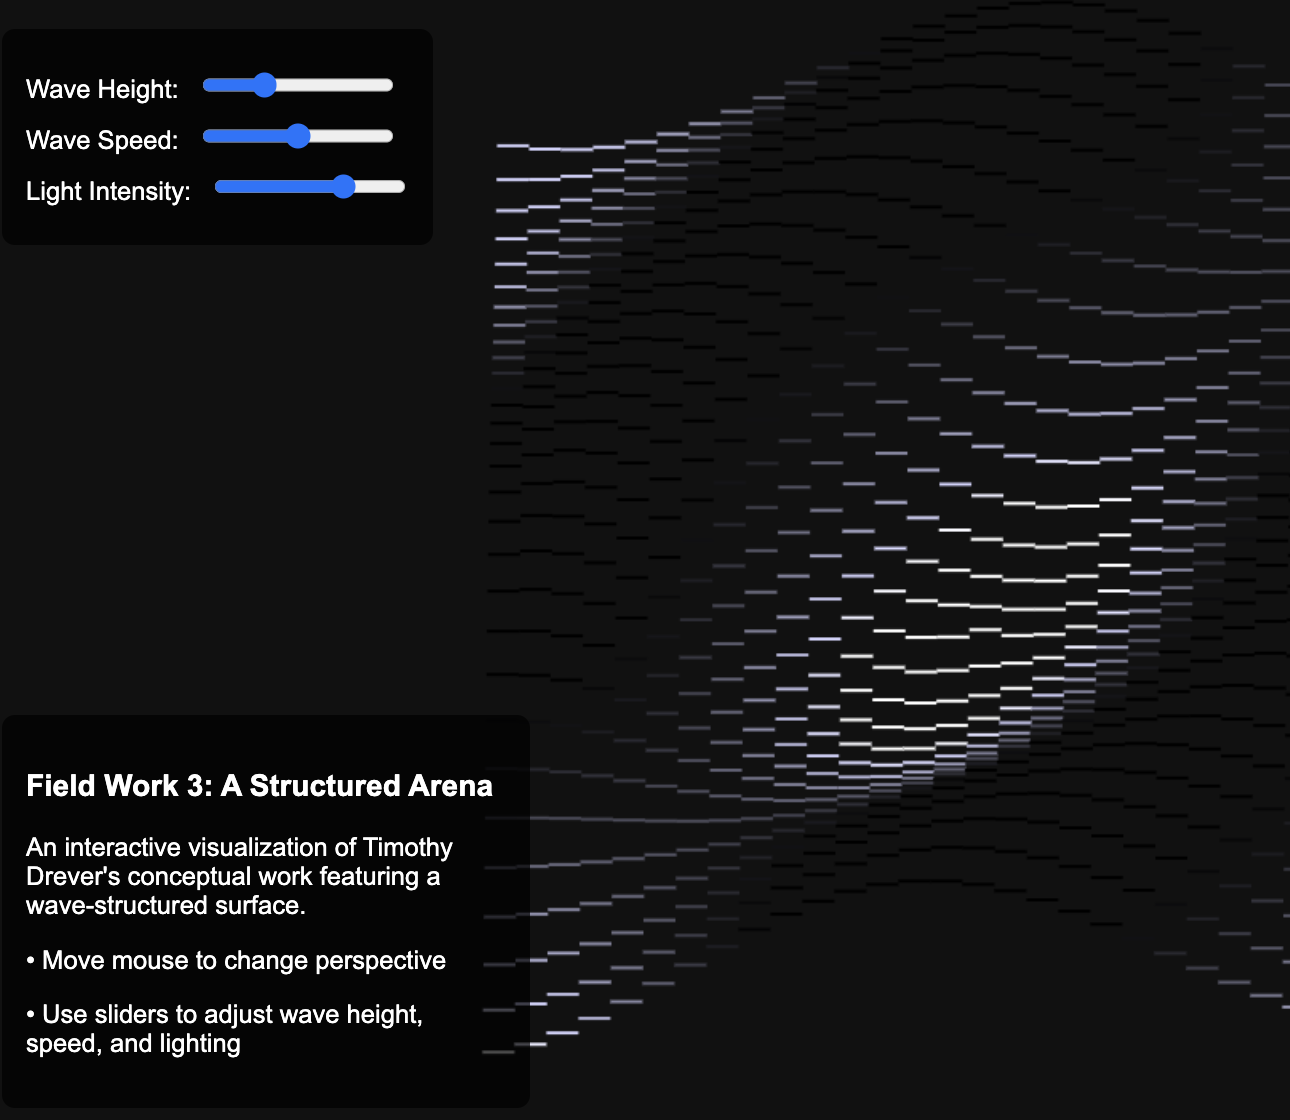 Wave Height:
Wave Speed:
Light Intensity:
Field Work 3: A Structured Arena
An interactive visualization of Timothy
Drever's conceptual work featuring a
wave-structured surface.
• Move mouse to change perspective
• Use sliders to adjust wave height,
speed, and lighting